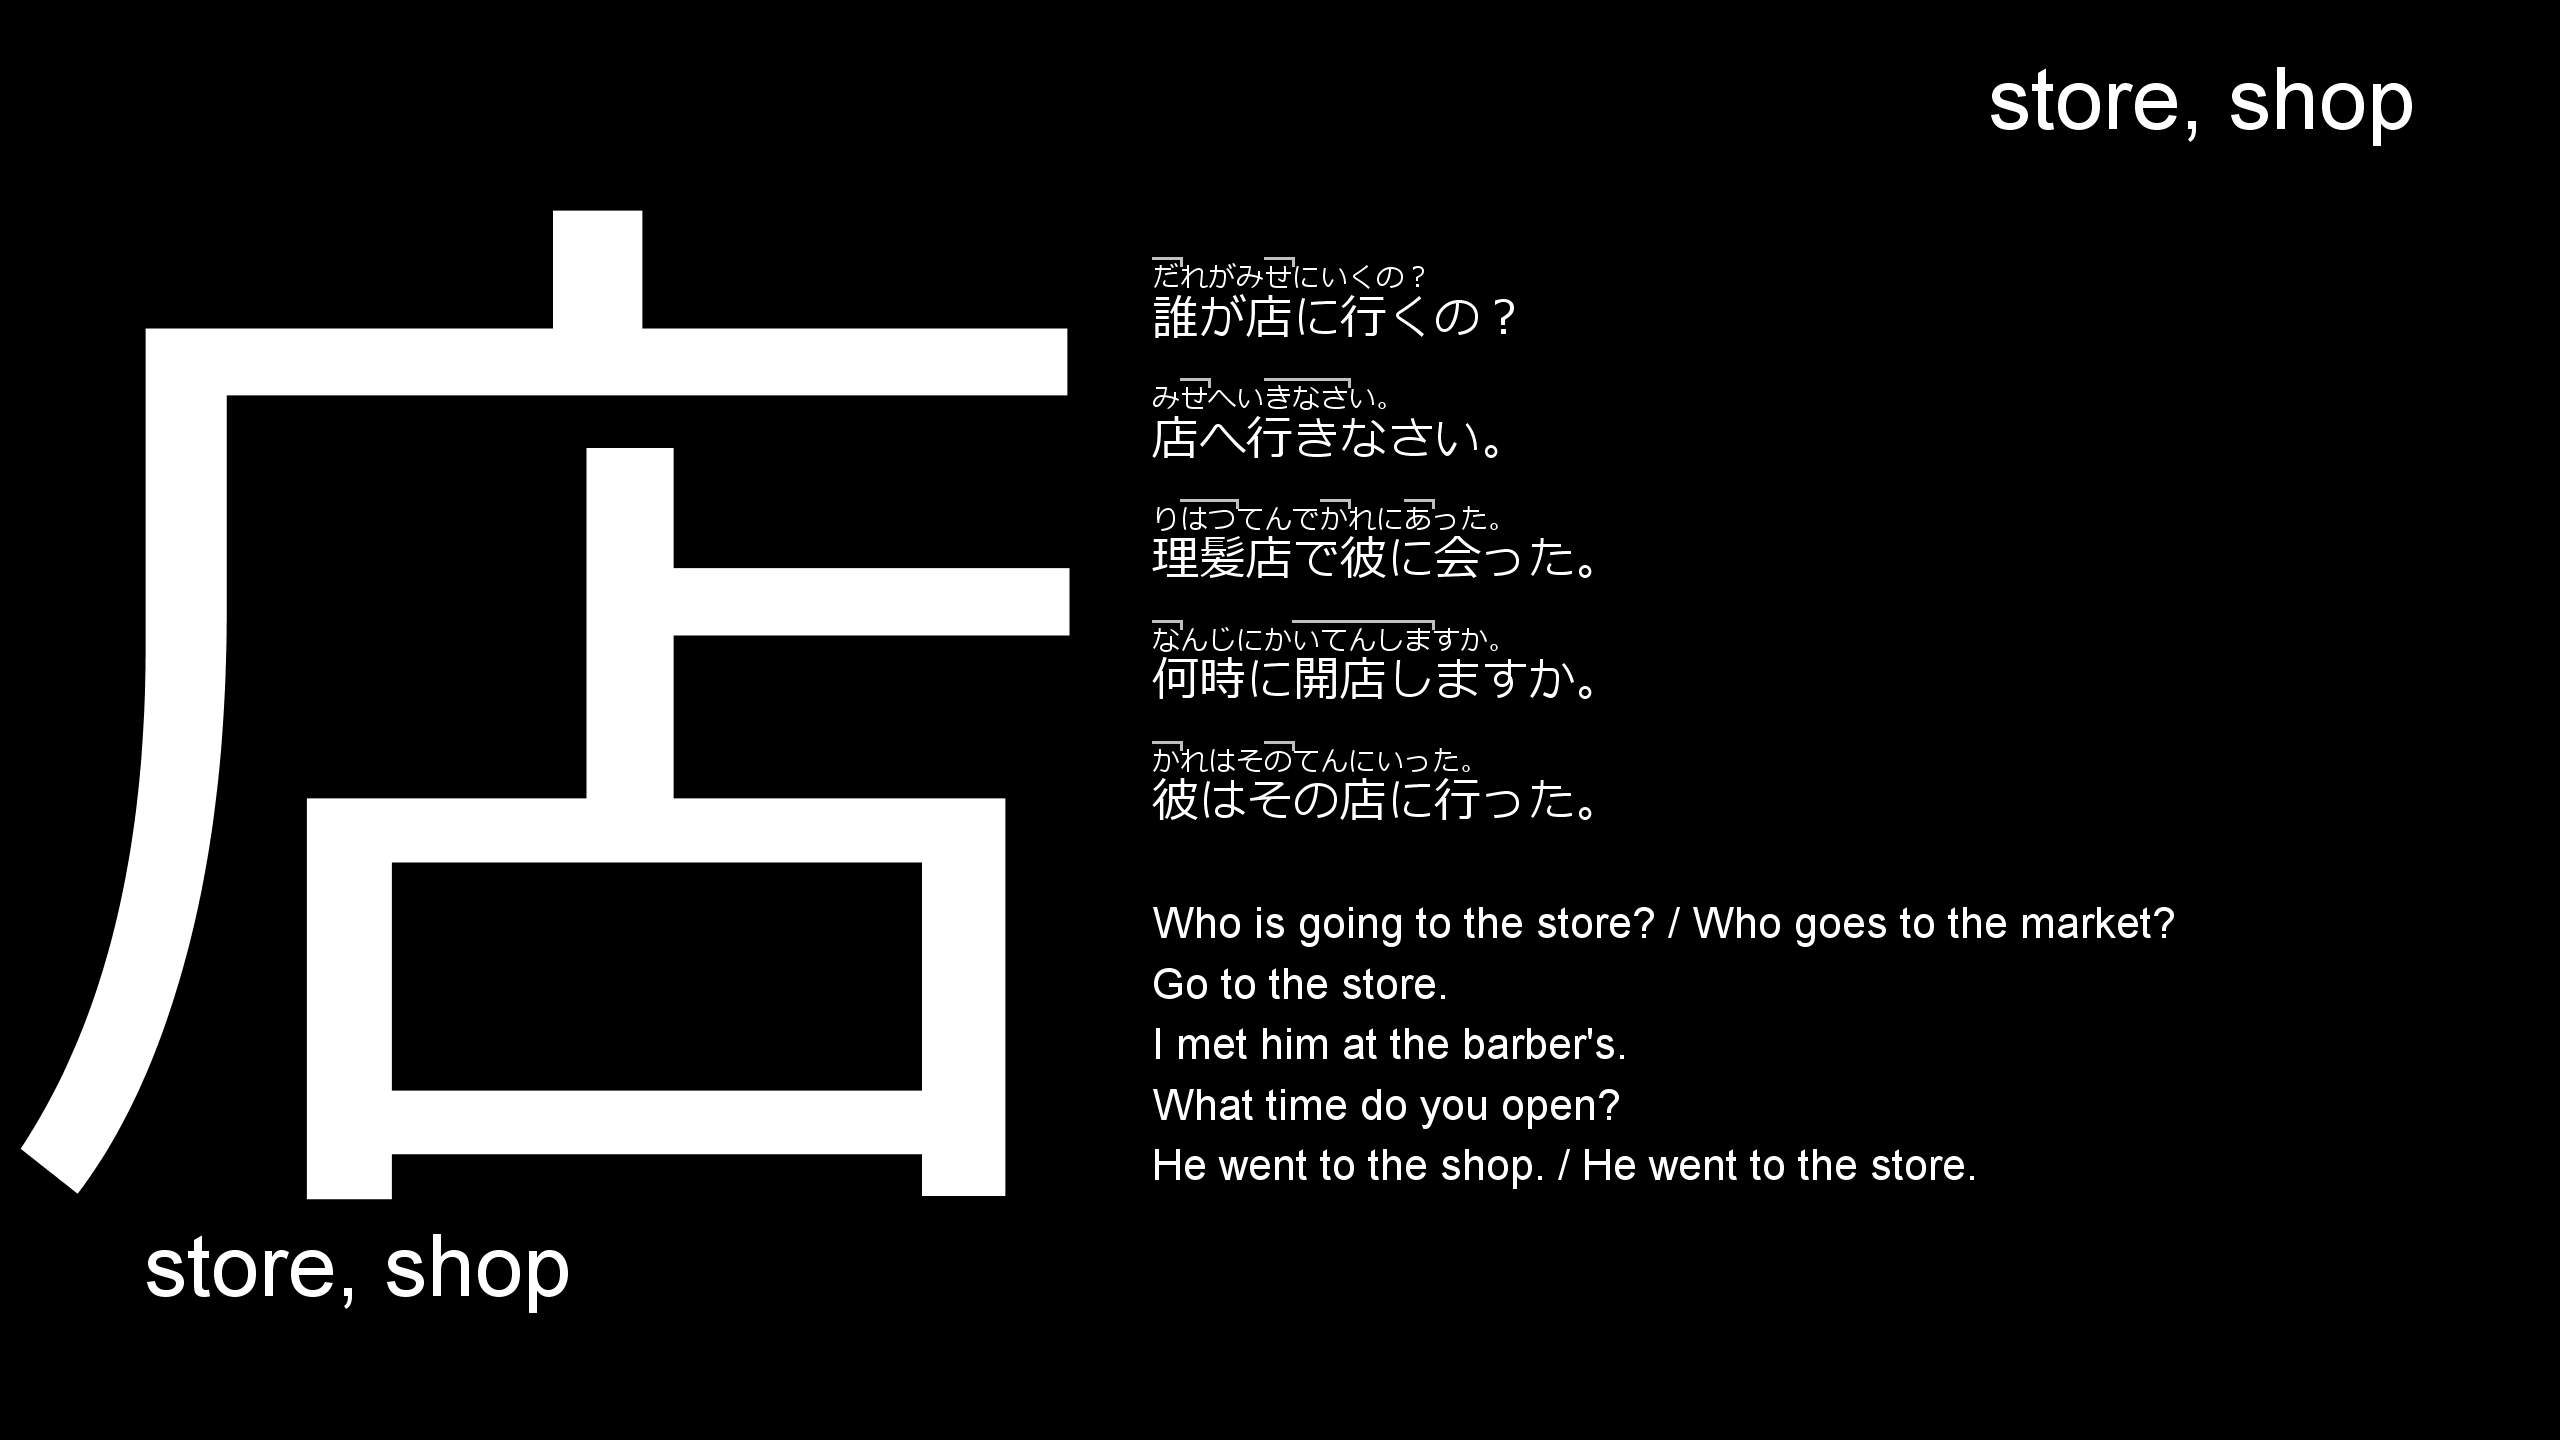 store, shop
店
store, shop
だれがみせにいくの？
誰が店に行くの？
みせへいきなさい。
店へ行きなさい。
りはつてんでかれにあった。
理髪店で彼に会った。
なんじにかいてんしますか。
何時に開店しますか。
かれはそのてんにいった。
彼はその店に行った。
Who is going to the store? / Who goes to the market?
Go to the store.
I met him at the barber's.
What time do you open?
He went to the shop. / He went to the store.